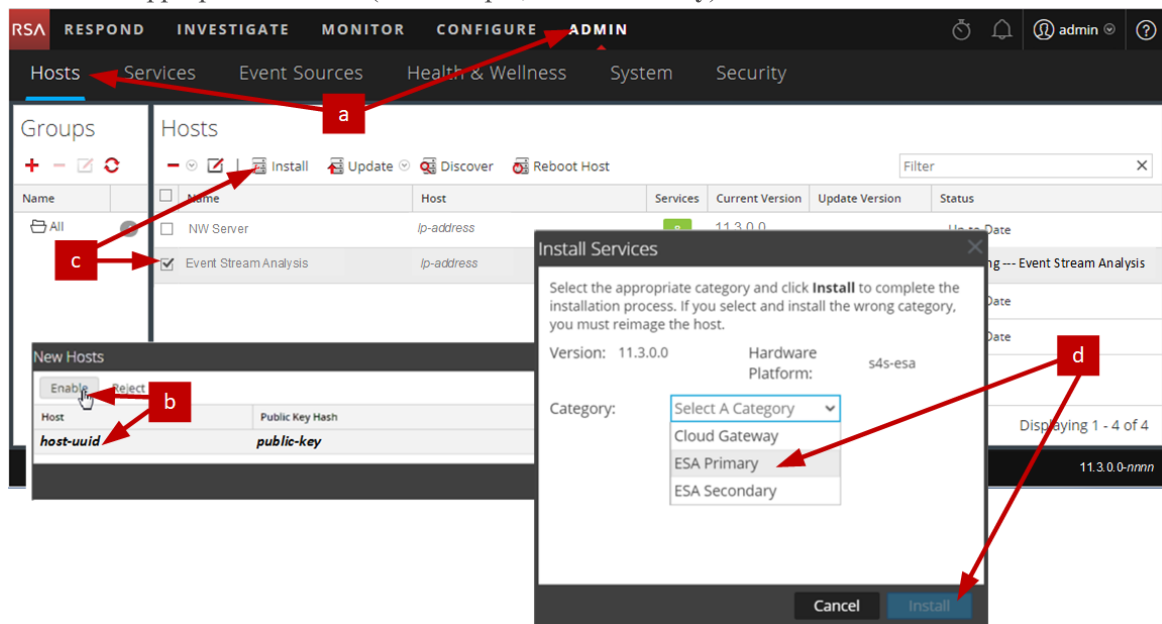 RSA RESPOND INVESTIGATE MONITOR CONFIGURE ADMIN admin
Hosts Services Event Sources Health & Wellness System Security
a
Groups Hosts
Install Update Discover Reboot Host Filter
Name Name Host Services Current Version Update Version Status
All NW Server Ip-address 11.3.0.0 Date
c
Event Stream Analysis Ip-address Event Stream Analysis
Date
Date
New Hosts
Enable Reject
b
Host Public Key Hash
host-uuid public-key
Install Services
Select the appropriate category and click Install to complete the
installation process. If you select and install the wrong category,
you must reimage the host.
Version: 11.3.0.0 Hardware
Platform: s4s-esa
d
Category: Select A Category
Cloud Gateway
ESA Primary
ESA Secondary
Displaying 1 - 4 of 4
11.3.0.0-nnnn
Cancel Install